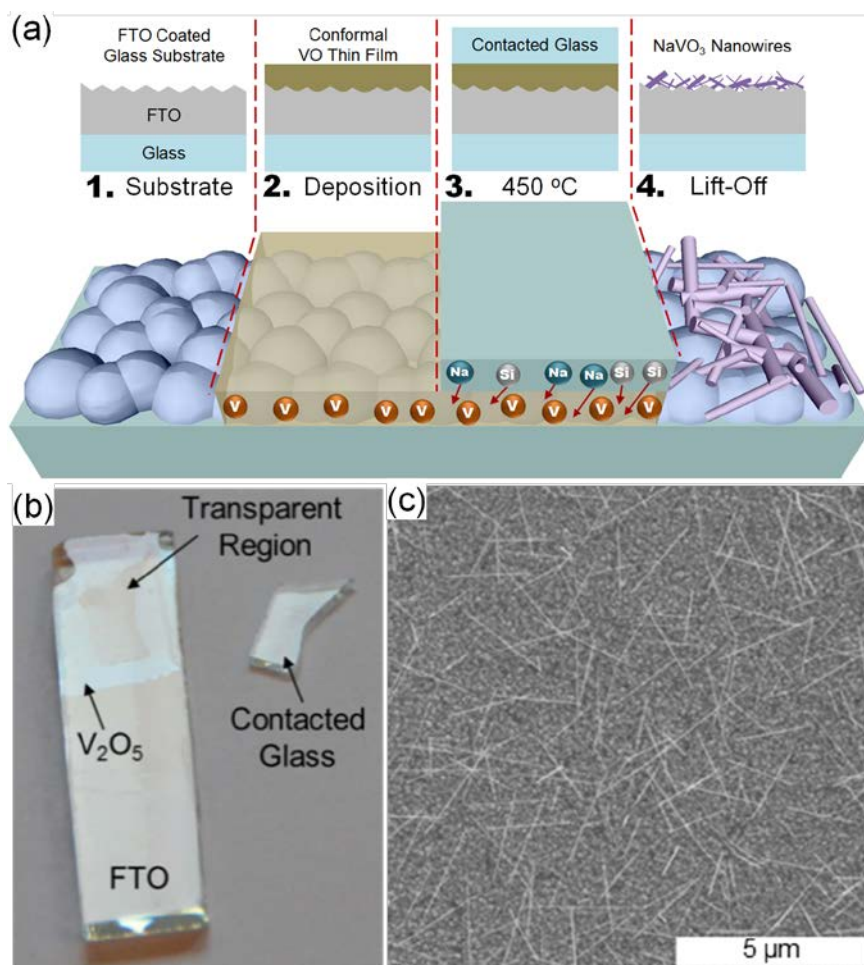 (a)
FTO Coated
Glass Substrate
Conformal
VO Thin Film
Contacted Glass
NaVO₃ Nanowires
FTO
Glass
1. Substrate
2. Deposition
3. 450 °C
4. Lift-Off
Na
Si
Na
Na
Si
Si
V
V
V
V
V
V
V
V
V
V
(b)
Transparent
Region
V₂O₅
Contacted
Glass
FTO
(c)
5 µm